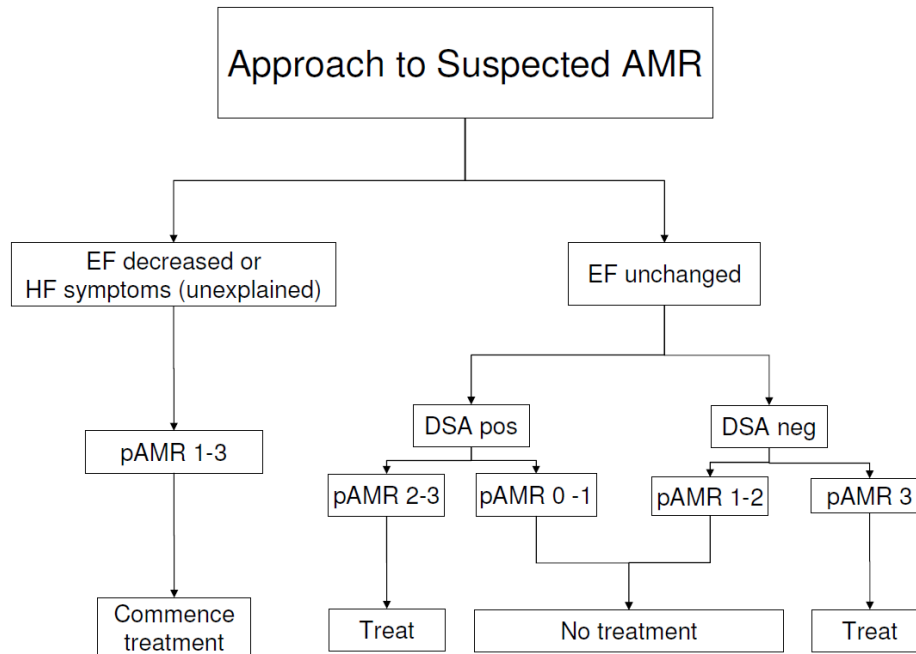 Approach to Suspected AMR
EF decreased or
HF symptoms (unexplained)
EF unchanged
DSA pos
DSA neg
pAMR 1-3
pAMR 2-3
pAMR 0 -1
pAMR 1-2
pAMR 3
Commence
treatment
Treat
No treatment
Treat